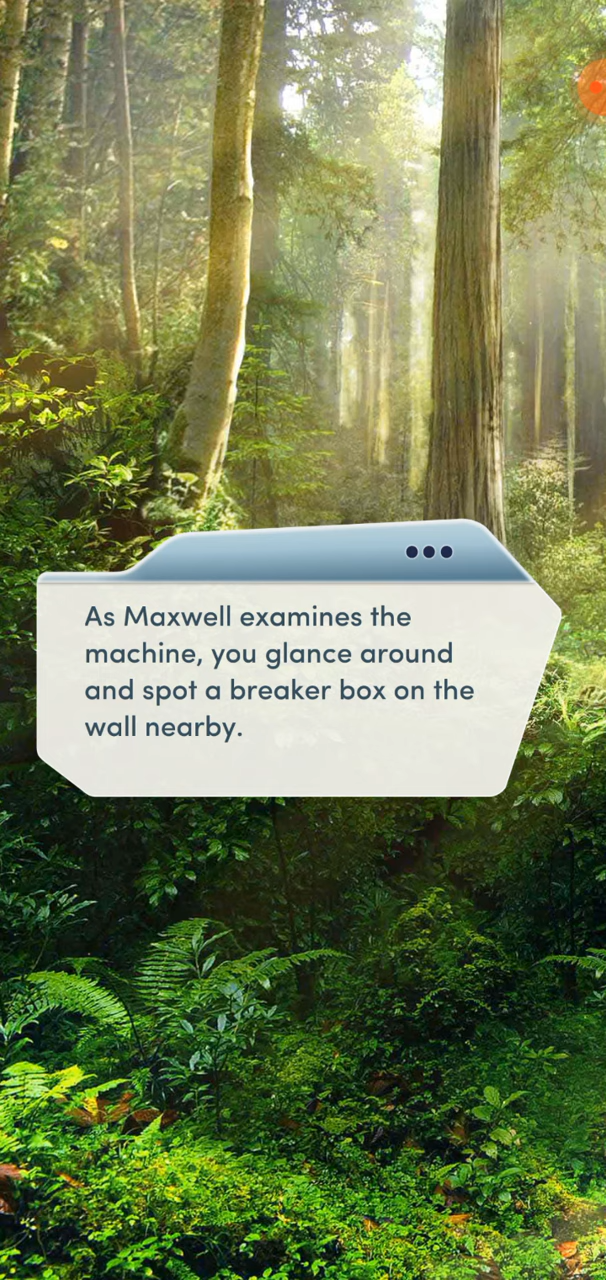 As Maxwell examines the
machine, you glance around
and spot a breaker box on the
wall nearby.